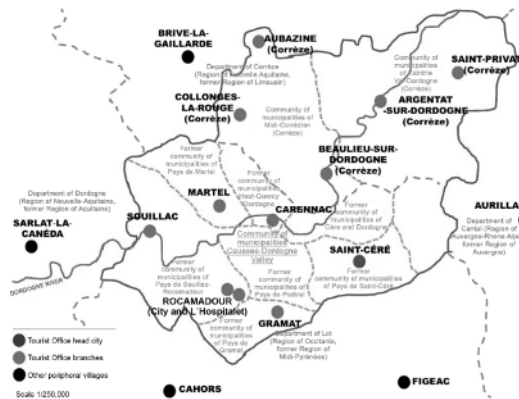 BRIVE-LA-
GAILLARDE
AUBAZINE
(Corrèze)
Department of Corrèze
(Region of Nouvelle Aquitaine,
former Region of Limousin)
Community of
municipalities
of Xaintrie
Val-Dordogne
(Corrèze)
SAINT-PRIVAT
(Corrèze)
COLLONGES-
LA-ROUGE
(Corrèze)
Community of
municipalities of
Midi-Corrézien
(Corrèze)
ARGENTAT
-SUR-DORDOGNE
(Corrèze)
BEAULIEU-SUR-
DORDOGNE
(Corrèze)
Former
community of
municipalities of
Pays de Martel
Former
community of
municipalities
Haut-Quercy
Dordogne
MARTEL
CARENNAC
Former
community of
municipalities of
Cère and Dordogne
Department of Dordogne
(Region of Nouvelle-Aquitaine,
former Region of Aquitaine)
SARLAT-LA-
CANÉDA
SOUILLAC
AURILLA
Department of
Cantal (Region of
Auvergne-Rhone Alpe
former Region of
Auvergne)
Community of
municipalities
Causses-Dordogne
Valley
SAINT-CÉRÉ
Former
community of municipalities
of Pays de Saint-Céré
DORDOGNE RIVER
Former
community of
municipalities
of Pays de Souillac-
Rocamadour
Former
community of
municipalities of
Pays de Padirac
ROCAMADOUR
(City and L´Hospitalet)
Former
community of
municipalities
of Pays de
Gramat
GRAMAT
Department of Lot
(Region of Occitanie,
former Region of
Midi-Pyrénées)
Tourist Office head city
Tourist Office branches
Other peripheral villages
Scale 1/250,000
CAHORS
FIGEAC